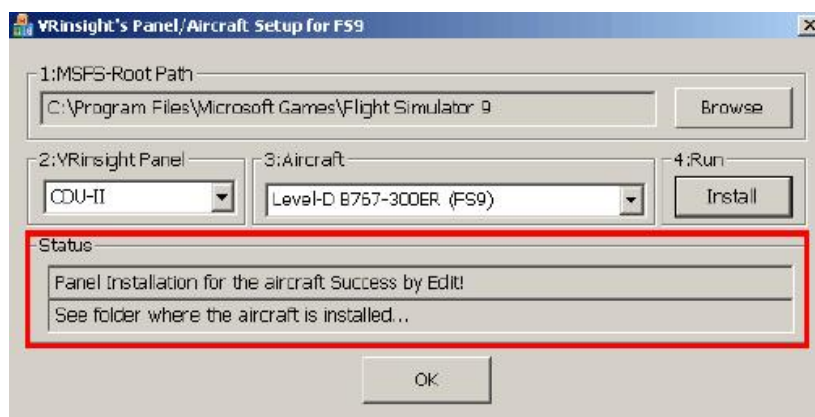 VRinsight's Panel/Aircraft Setup for FS9
1:MSFS-Root Path
C:\Program Files\Microsoft Games\Flight Simulator 9
Browse
2:VRinsight Panel
3:Aircraft
4:Run
CDU-II
Level-D B767-300ER (FS9)
Install
Status
Panel Installation for the aircraft Success by Edit!
See folder where the aircraft is installed...
OK